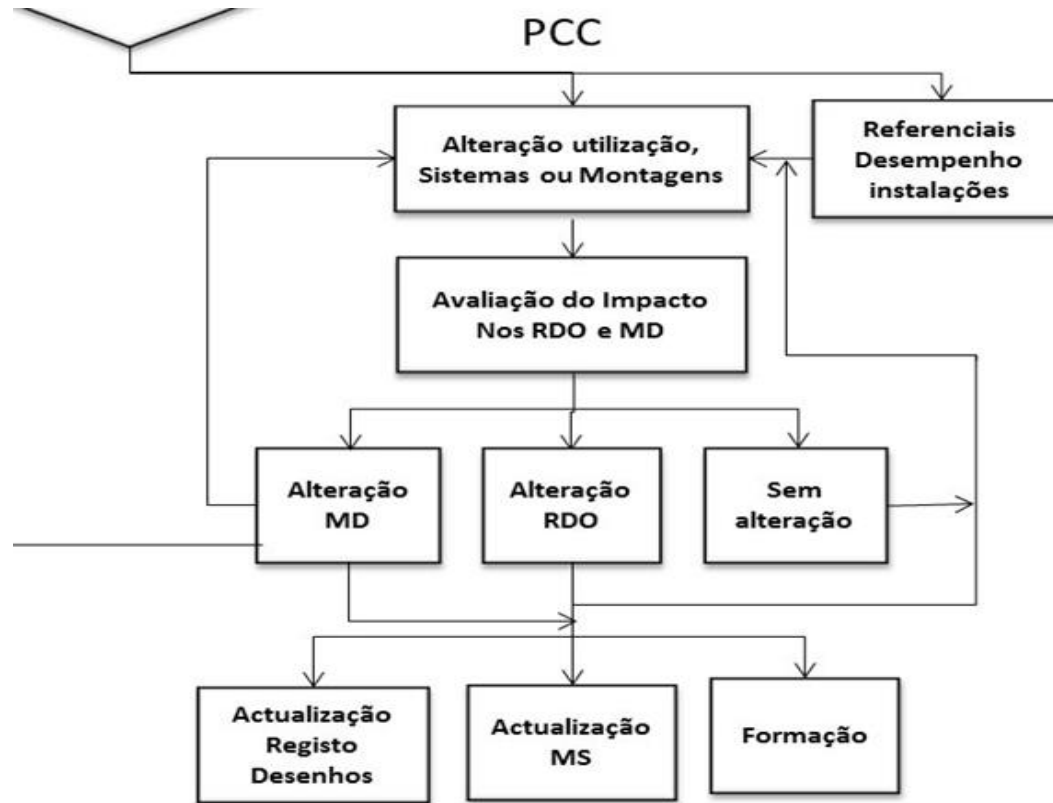 PCC
Alteração utilização,
Sistemas ou Montagens
Referenciais
Desempenho
instalações
Avaliação do Impacto
Nos RDO e MD
Alteração
MD
Alteração
RDO
Sem
alteração
Actualização
Registo
Desenhos
Actualização
MS
Formação